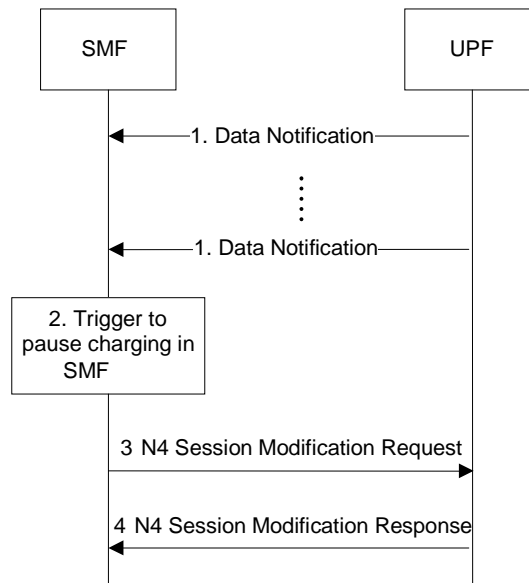 SMF
UPF
1. Data Notification
1. Data Notification
2. Trigger to
pause charging in
SMF
3 N4 Session Modification Request
4 N4 Session Modification Response